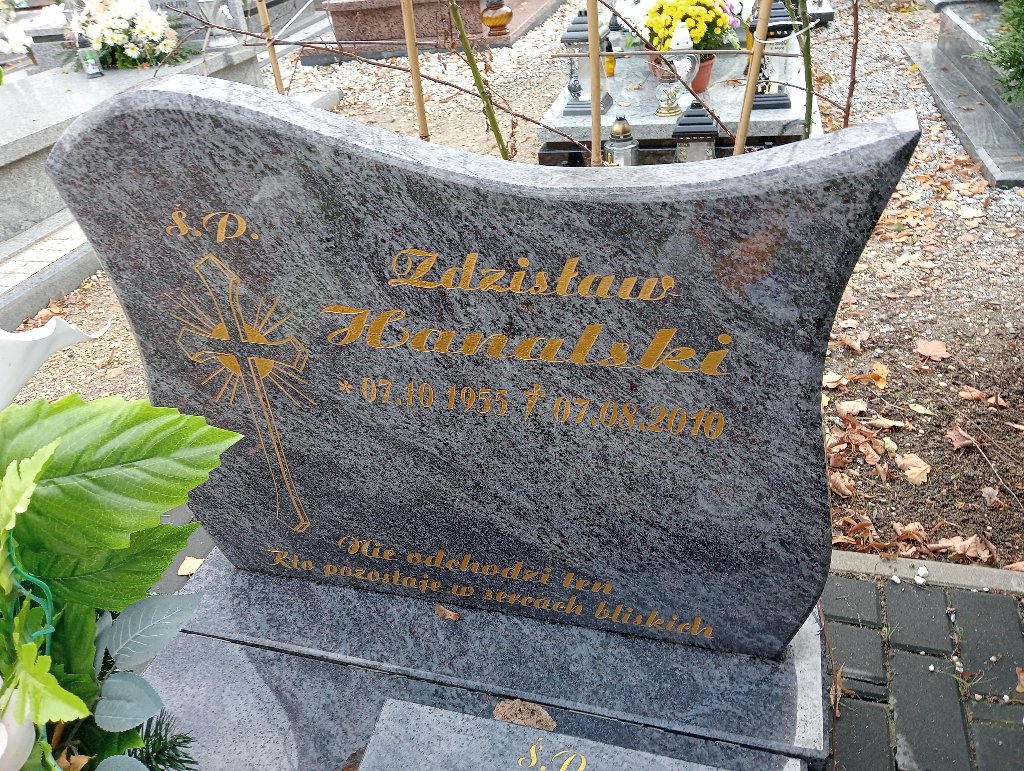 Ś.P.
Zdzisław
Hanalski
* 07.10 1955 † 07.08.2010
Nie odchodzi ten
Kto pozostaje w sercach bliskich
Ś.P.